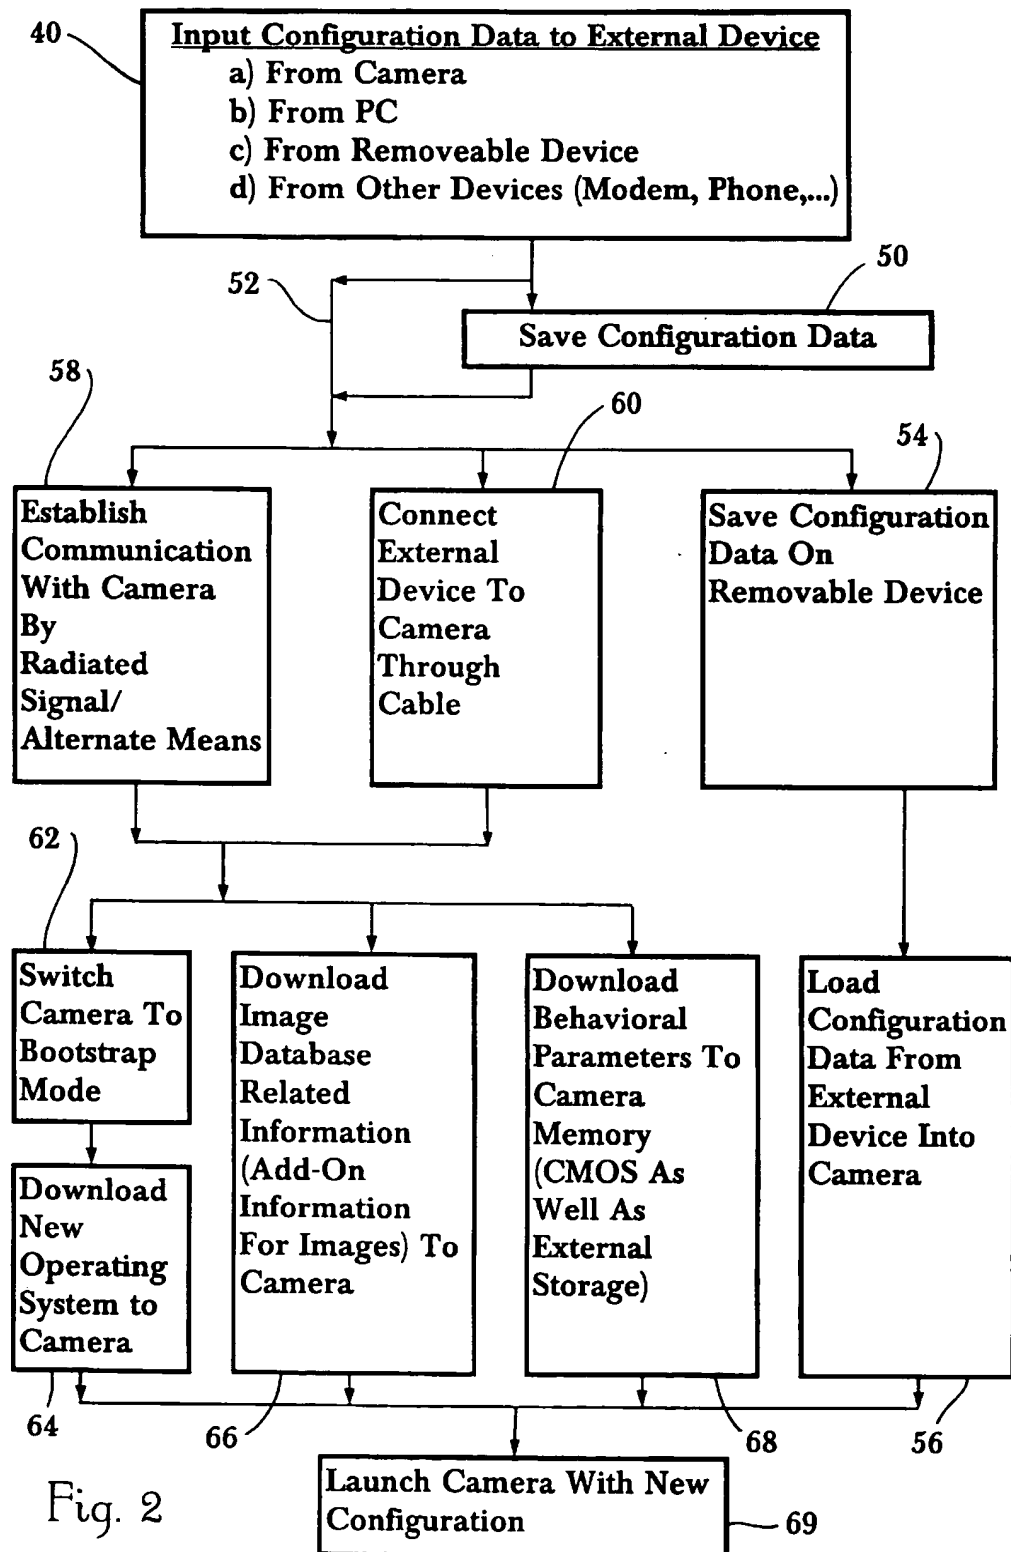 40
Input Configuration Data to External Device
a) From Camera
b) From PC
c) From Removeable Device
d) From Other Devices (Modem, Phone,...)
50
52
Save Configuration Data
58
60
54
Establish
Communication
With Camera
By
Radiated
Signal/
Alternate Means
Connect
External
Device To
Camera
Through
Cable
Save Configuration
Data On
Removable Device
62
Switch
Camera To
Bootstrap
Mode
Download
New
Operating
System to
Camera
Download
Image
Database
Related
Information
(Add-On
Information
For Images) To
Camera
Download
Behavioral
Parameters To
Camera
Memory
(CMOS As
Well As
External
Storage)
Load
Configuration
Data From
External
Device Into
Camera
64
66
68
56
Launch Camera With New
Configuration
69
Fig. 2